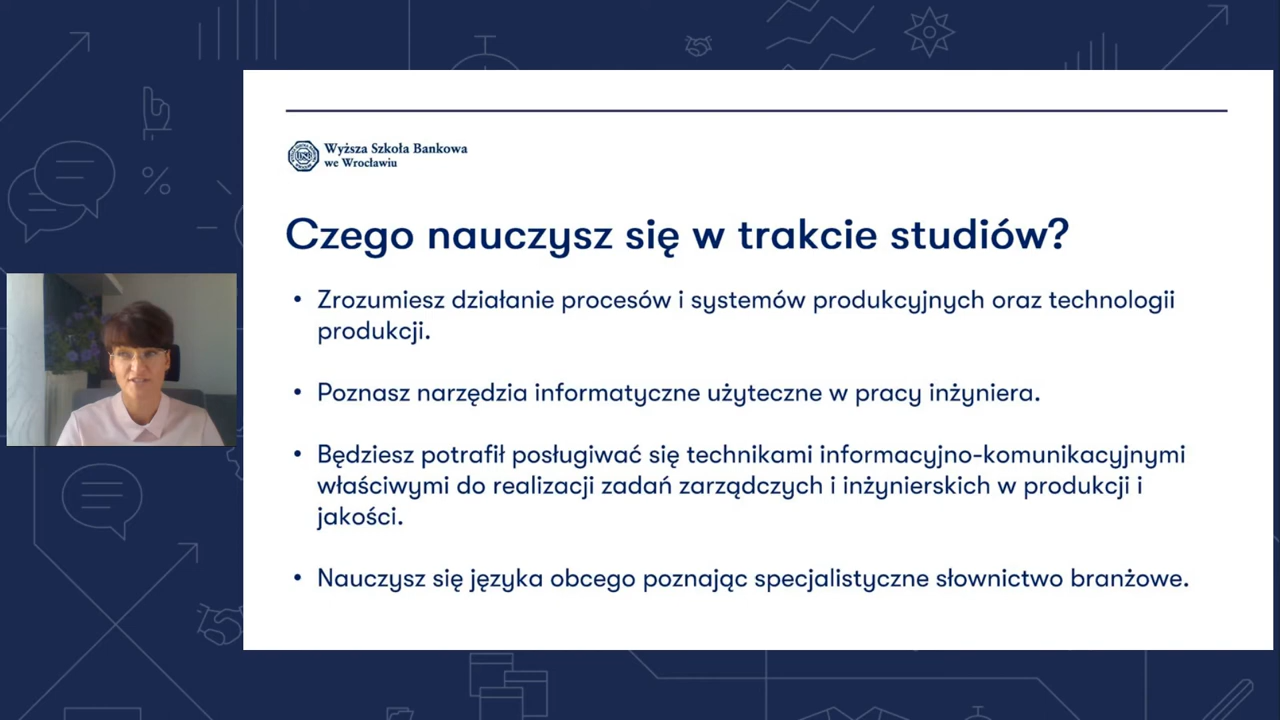 Wyższa Szkoła Bankowa
we Wrocławiu
Czego nauczysz się w trakcie studiów?
• Zrozumiesz działanie procesów i systemów produkcyjnych oraz technologii
produkcji.
• Poznasz narzędzia informatyczne użyteczne w pracy inżyniera.
• Będziesz potrafił posługiwać się technikami informacyjno-komunikacyjnymi
właściwymi do realizacji zadań zarządczych i inżynierskich w produkcji i
jakości.
• Nauczysz się języka obcego poznając specjalistyczne słownictwo branżowe.